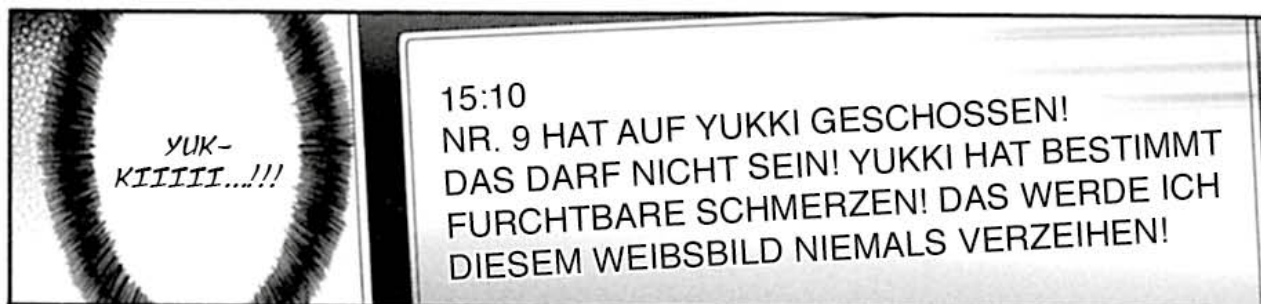 YUK-
KIIIII...!!!
15:10
NR. 9 HAT AUF YUKKI GESCHOSSEN!
DAS DARF NICHT SEIN! YUKKI HAT BESTIMMT
FURCHTBARE SCHMERZEN! DAS WERDE ICH
DIESEM WEIBSBILD NIEMALS VERZEIHEN!